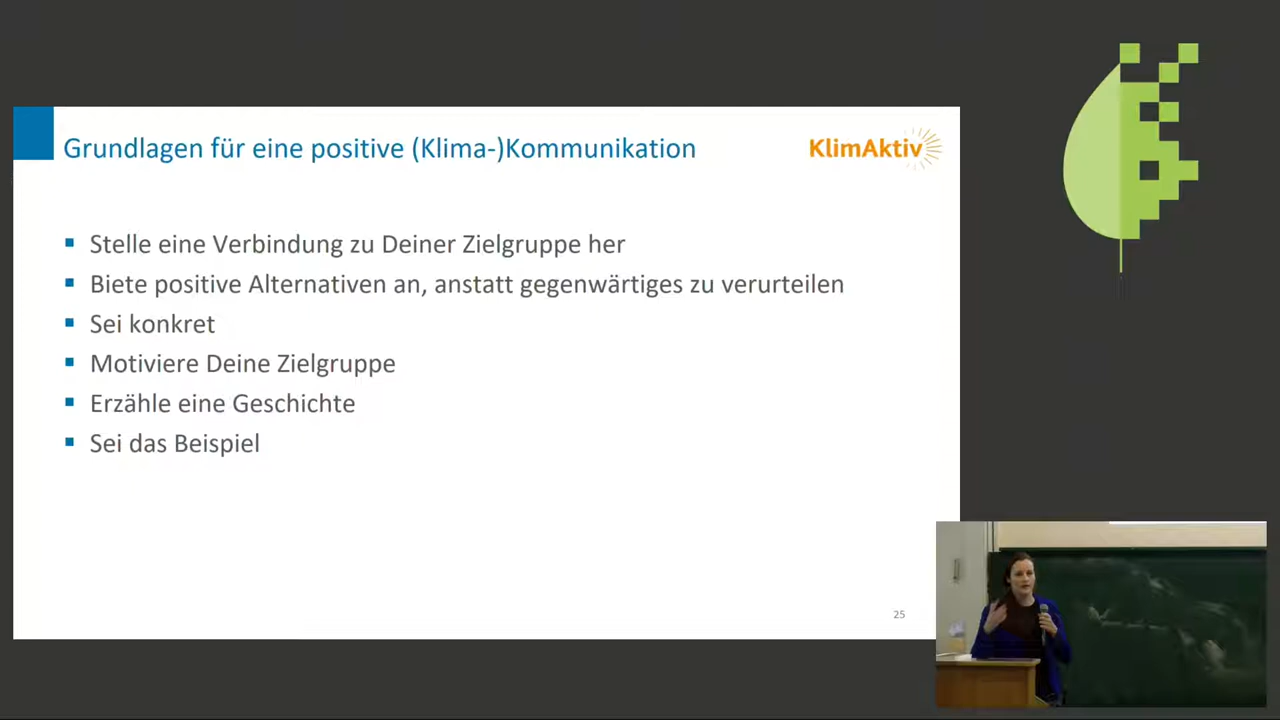 Grundlagen für eine positive (Klima-)Kommunikation
KlimAktiv
Stelle eine Verbindung zu Deiner Zielgruppe her
Biete positive Alternativen an, anstatt gegenwärtiges zu verurteilen
Sei konkret
Motiviere Deine Zielgruppe
Erzähle eine Geschichte
Sei das Beispiel
25